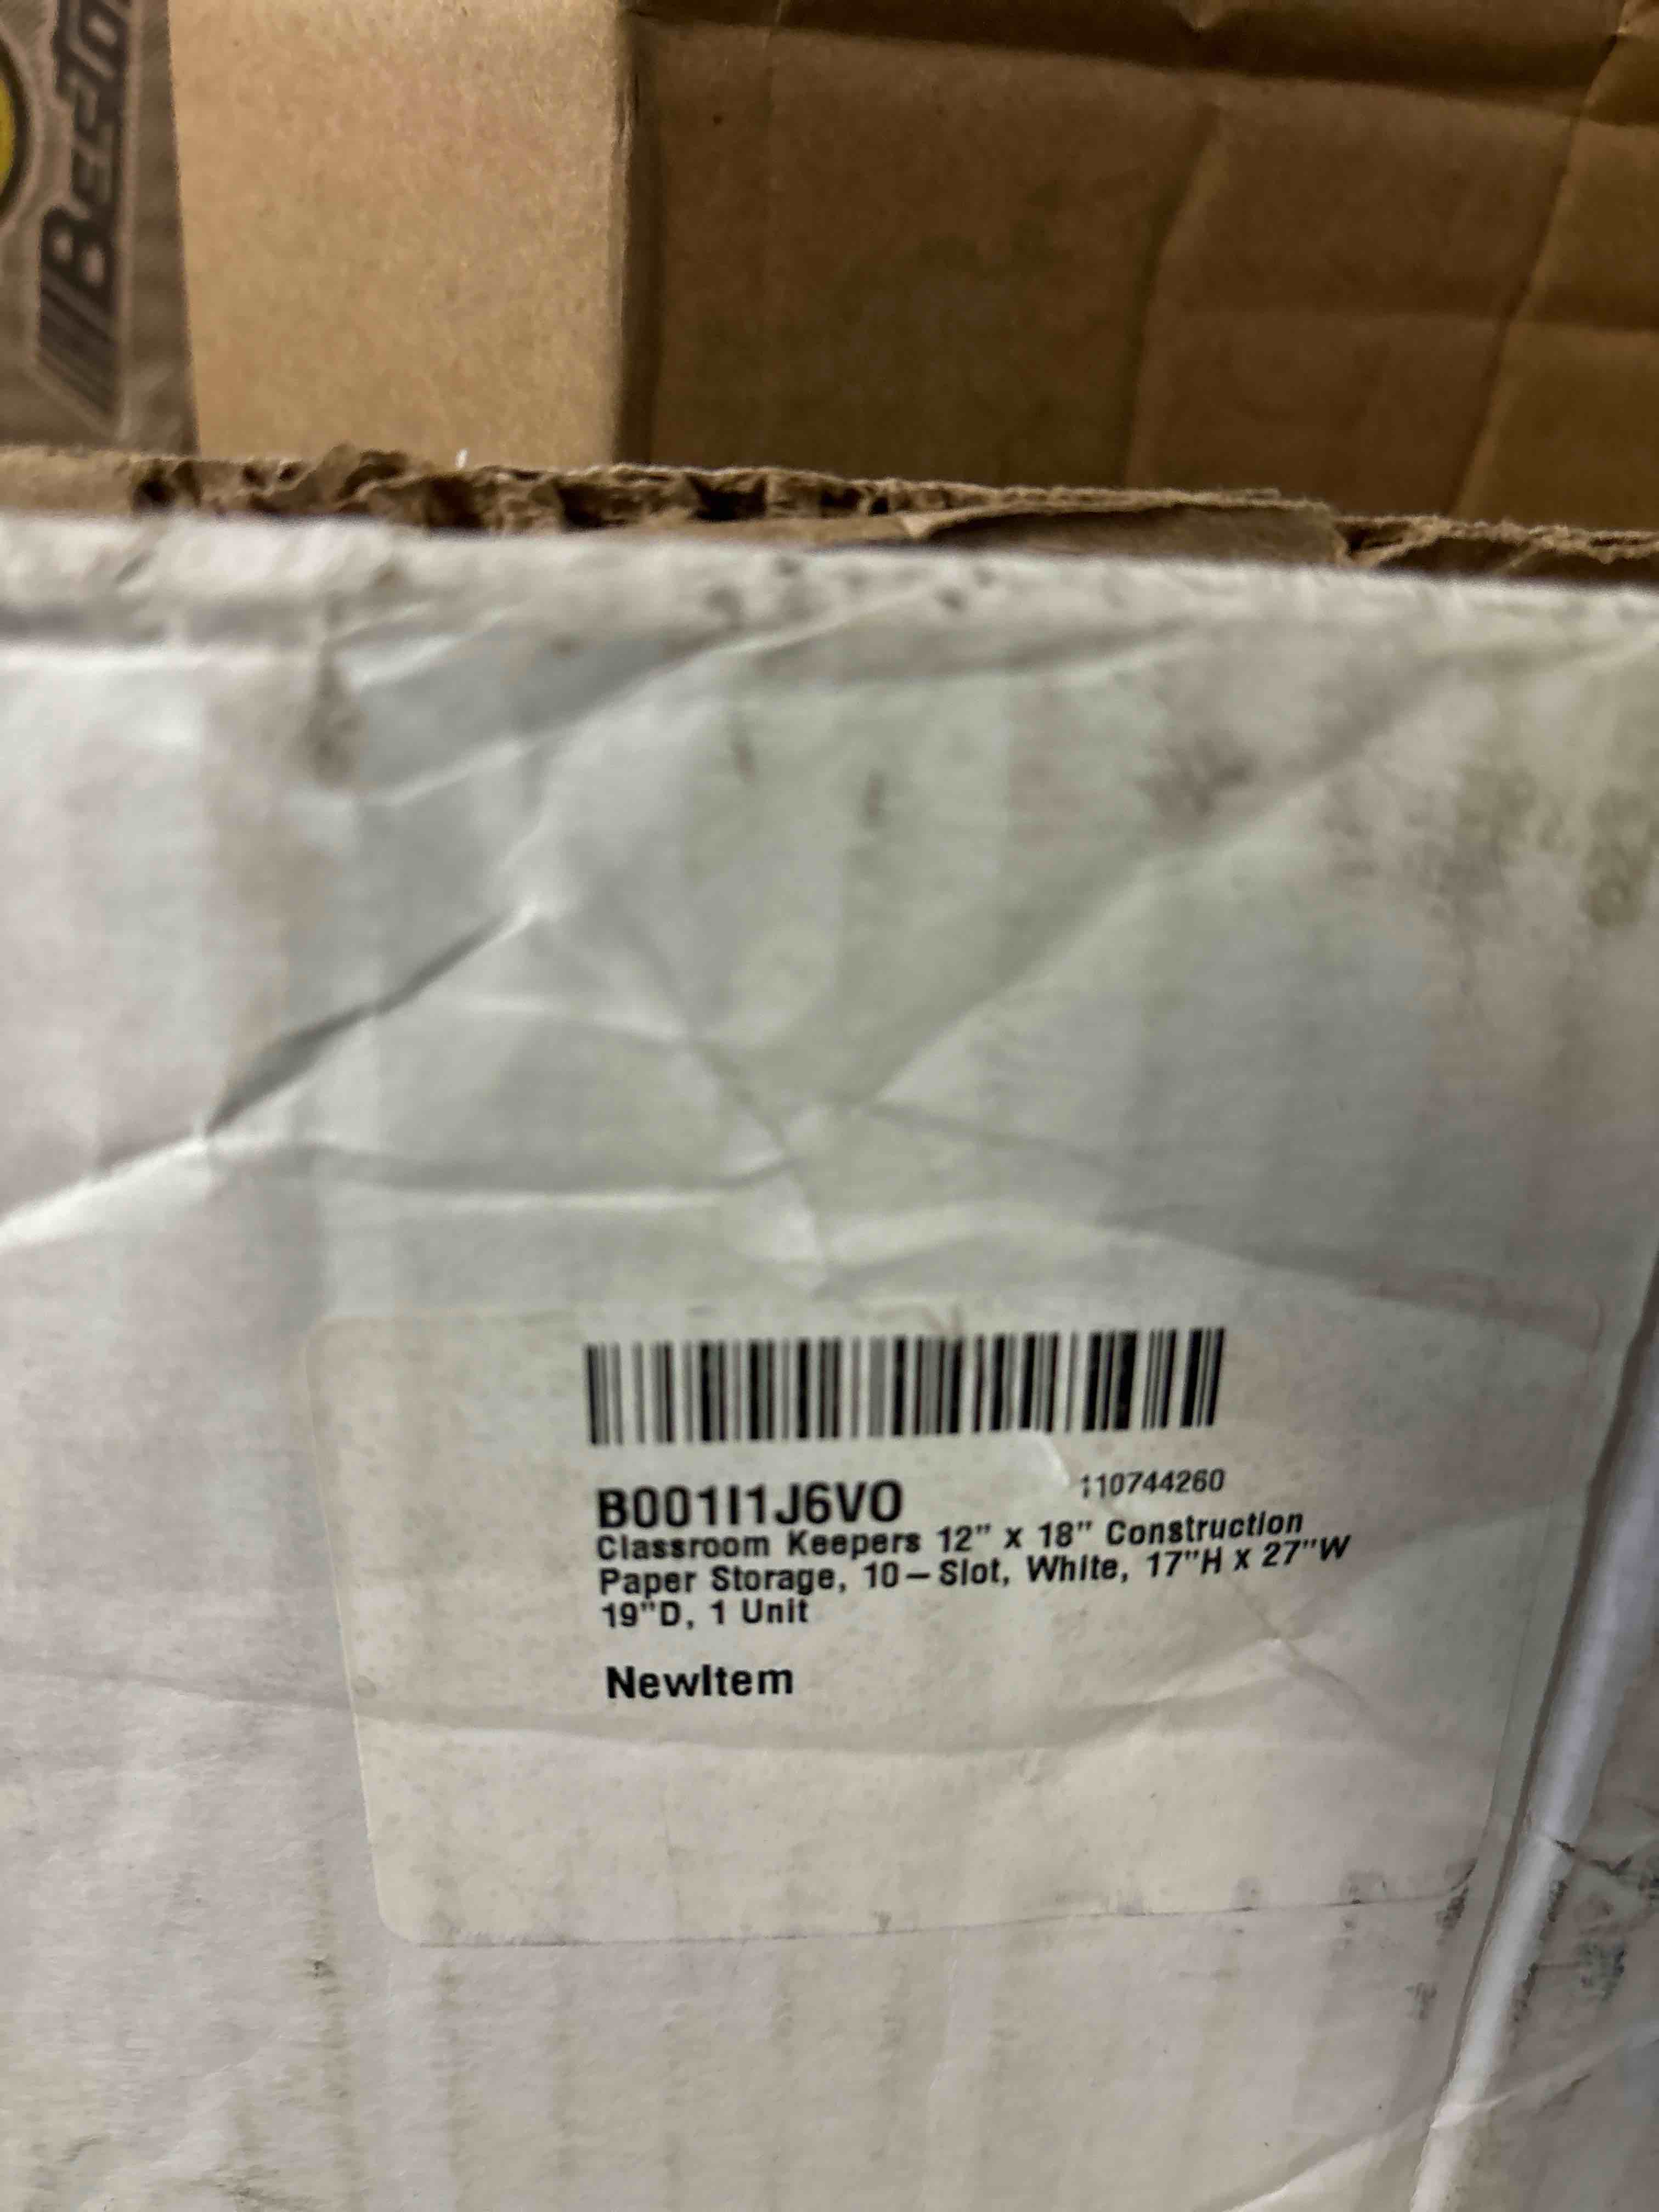 B001I1J6VO
110744260
Classroom Keepers 12" x 18" Construction
Paper Storage, 10-Slot, White, 17"H x 27"W
19"D, 1 Unit
NewItem